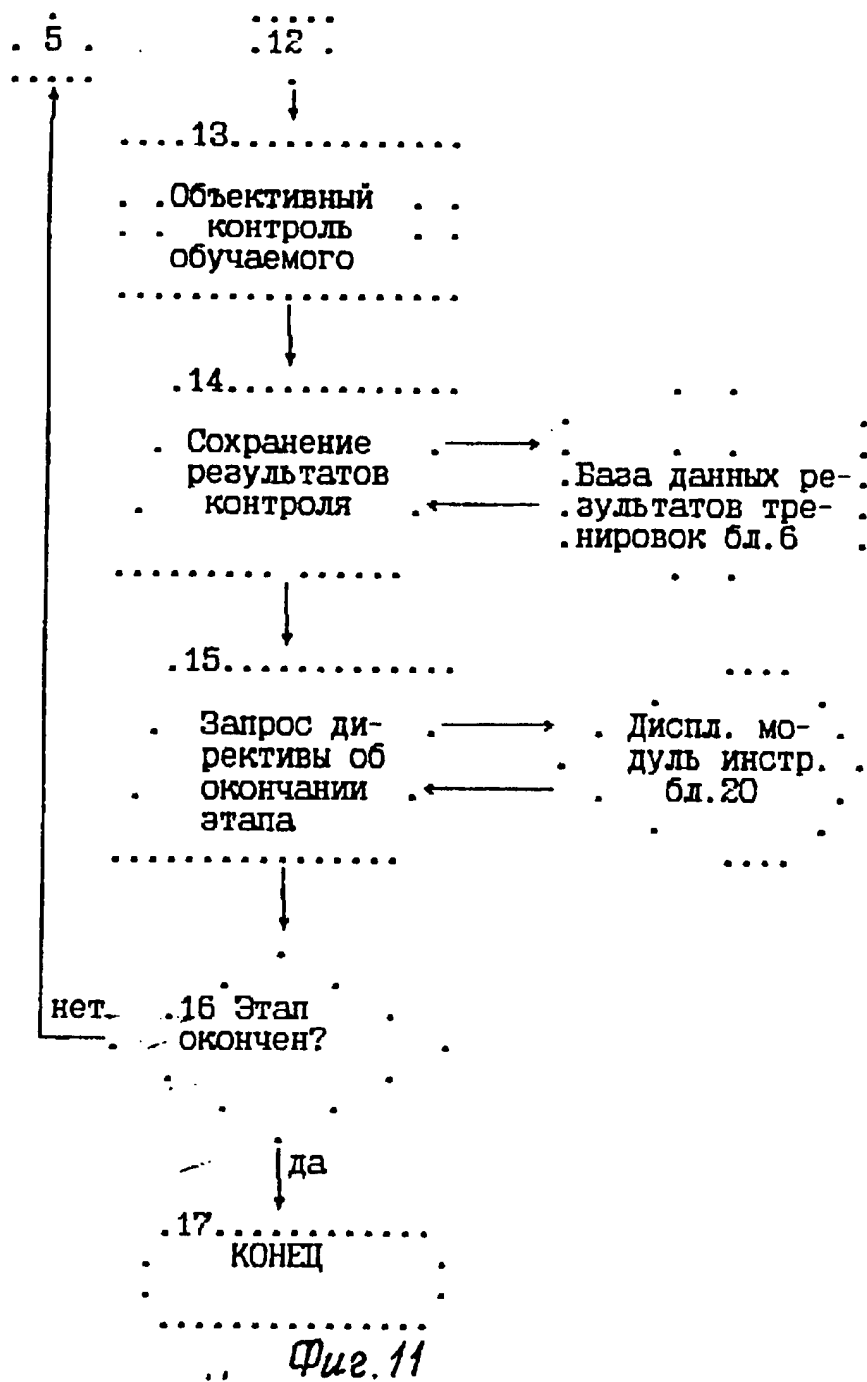 5
12
13
Объективный
контроль
обучаемого
14
Сохранение
результатов
контроля
База данных ре-
зультатов тре-
нировок бл.6
15
Запрос ди-
рективы об
окончании
этапа
Диспл. мо-
дуль инстр.
бл.20
нет
16 Этап
окончен?
да
17
КОНЕЦ
Фиг. 11